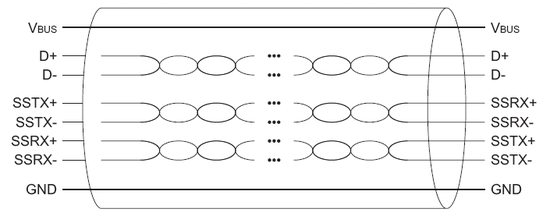 VBUS VBUS
D+ D+
D- D-
SSTX+ SSRX+
SSTX- SSRX-
SSRX+ SSTX+
SSRX- SSTX-
GND GND